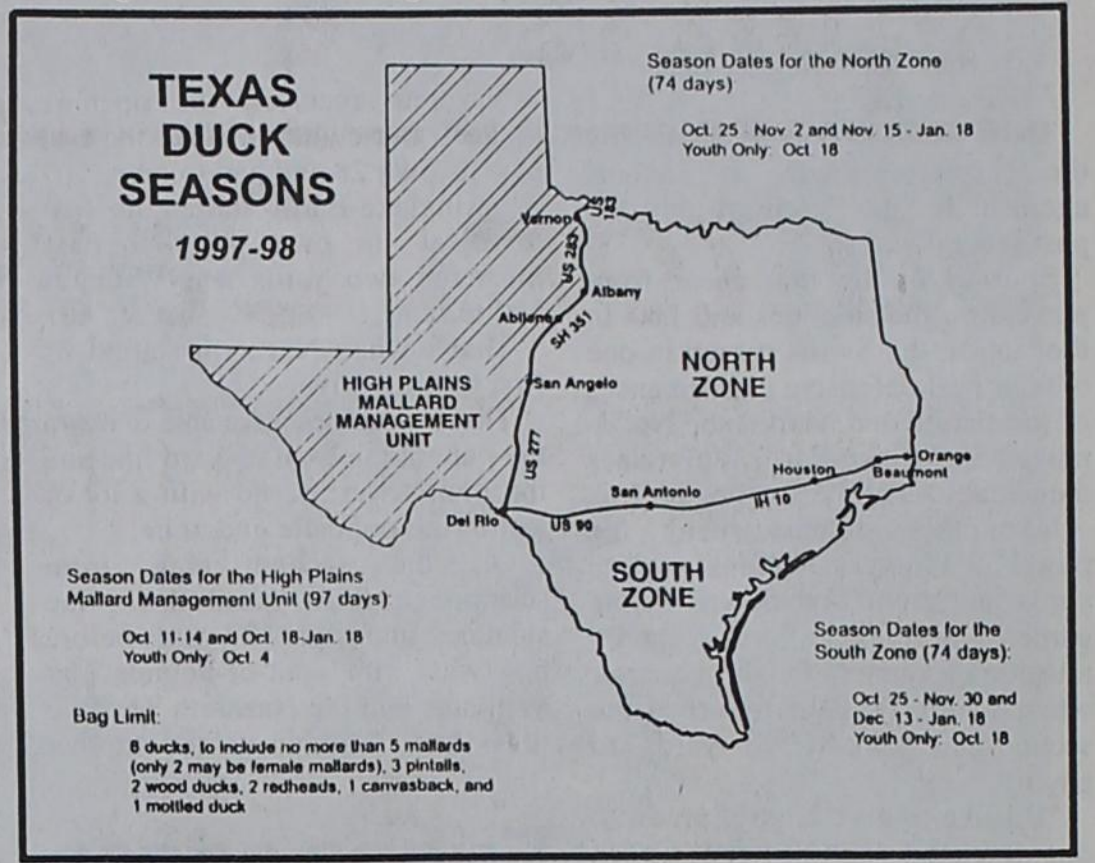 TEXAS
DUCK
SEASONS
1997-98
Season Dates for the North Zone
(74 days)
Oct. 25 - Nov. 2 and Nov. 15 - Jan. 18
Youth Only: Oct. 18
Vernon
US
183
US 283
Albany
Abilene
SH 351
San Angelo
US 277
HIGH PLAINS
MALLARD
MANAGEMENT
UNIT
NORTH
ZONE
Orange
Beaumont
Houston
IH 10
San Antonio
US 90
Del Rio
SOUTH
ZONE
Season Dates for the High Plains
Mallard Management Unit (97 days)
Oct. 11-14 and Oct. 18-Jan. 18
Youth Only: Oct. 4
Bag Limit:
6 ducks, to include no more than 5 mallards
(only 2 may be female mallards), 3 pintails,
2 wood ducks, 2 redheads, 1 canvasback, and
1 mottled duck
Season Dates for the
South Zone (74 days):
Oct. 25 - Nov. 30 and
Dec. 13 - Jan. 18
Youth Only: Oct. 18